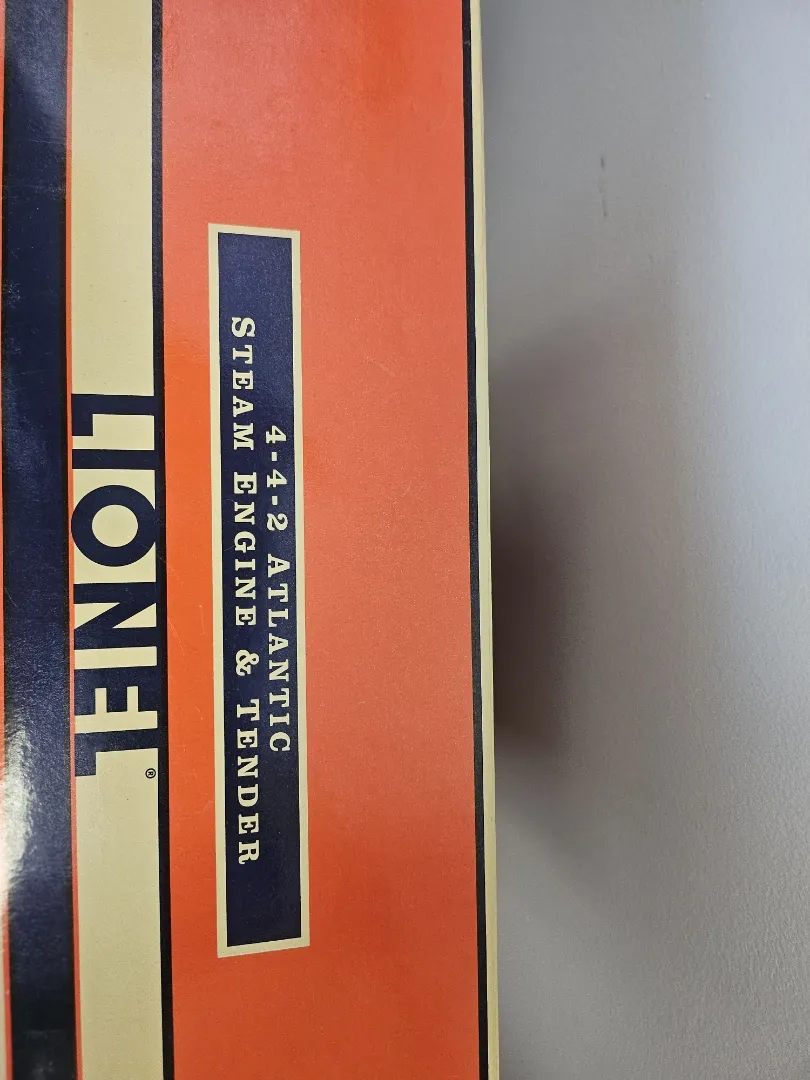 4-4-2 ATLANTIC
STEAM ENGINE & TENDER
LIONEL®